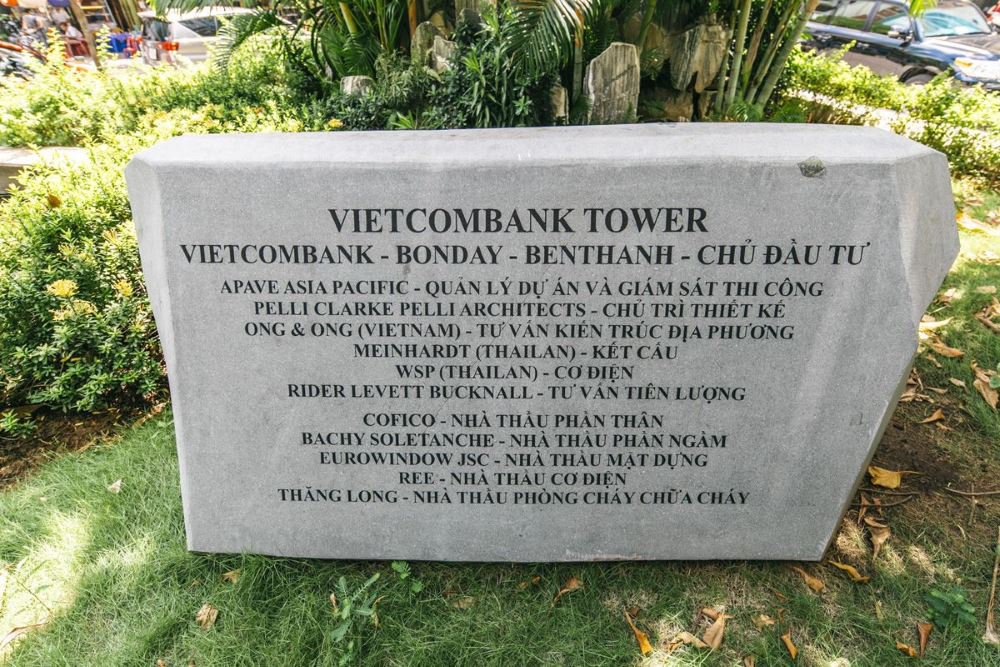 VIETCOMBANK TOWER
VIETCOMBANK - BONDAY - BENTHANH - CHỦ ĐẦU TƯ
APAVE ASIA PACIFIC - QUẢN LÝ DỰ ÁN VÀ GIÁM SÁT THI CÔNG
PELLI CLARKE PELLI ARCHITECTS - CHỦ TRÌ THIẾT KẾ
ONG & ONG (VIETNAM) - TƯ VẤN KIẾN TRÚC ĐỊA PHƯƠNG
MEINHARDT (THAILAN) - KẾT CẤU
WSP (THAILAN) - CƠ ĐIỆN
RIDER LEVETT BUCKNALL - TƯ VẤN TIÊN LƯỢNG
COFICO - NHÀ THẦU PHẦN THÂN
BACHY SOLETANCHE - NHÀ THẦU PHẦN NGẦM
EUROWINDOW JSC - NHÀ THẦU MẶT DỰNG
REE - NHÀ THẦU CƠ ĐIỆN
THĂNG LONG - NHÀ THẦU PHÒNG CHÁY CHỮA CHÁY